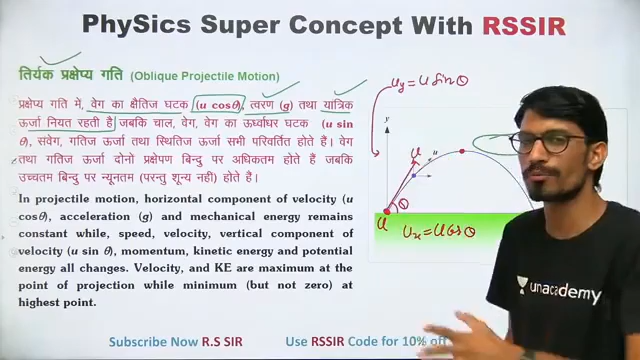 PhySics Super Concept With RSSIR
तिर्यक प्रक्षेप्य गति (Oblique Projectile Motion)
प्रक्षेप्य गति में, वेग का क्षैतिज घटक (u cosθ), त्वरण (g) तथा यांत्रिक
ऊर्जा नियत रहती है जबकि चाल, वेग, वेग का ऊर्ध्वाधर घटक (u sin
θ), संवेग, गतिज ऊर्जा तथा स्थितिज ऊर्जा सभी परिवर्तित होते हैं। वेग
तथा गतिज ऊर्जा दोनो प्रक्षेपण बिन्दु पर अधिकतम होते हैं जबकि
उच्चतम बिन्दु पर न्यूनतम (परन्तु शून्य नही) होते है।
In projectile motion, horizontal component of velocity (u
cosθ), acceleration (g) and mechanical energy remains
constant while, speed, velocity, vertical component of
velocity (u sin θ), momentum, kinetic energy and potential
energy all changes. Velocity, and KE are maximum at the
point of projection while minimum (but not zero) at
highest point.
uy = u sinθ
y
u
u
θ
u
ux = u cosθ
unacademy
Subscribe Now R.S SIR
Use RSSIR Code for 10% off